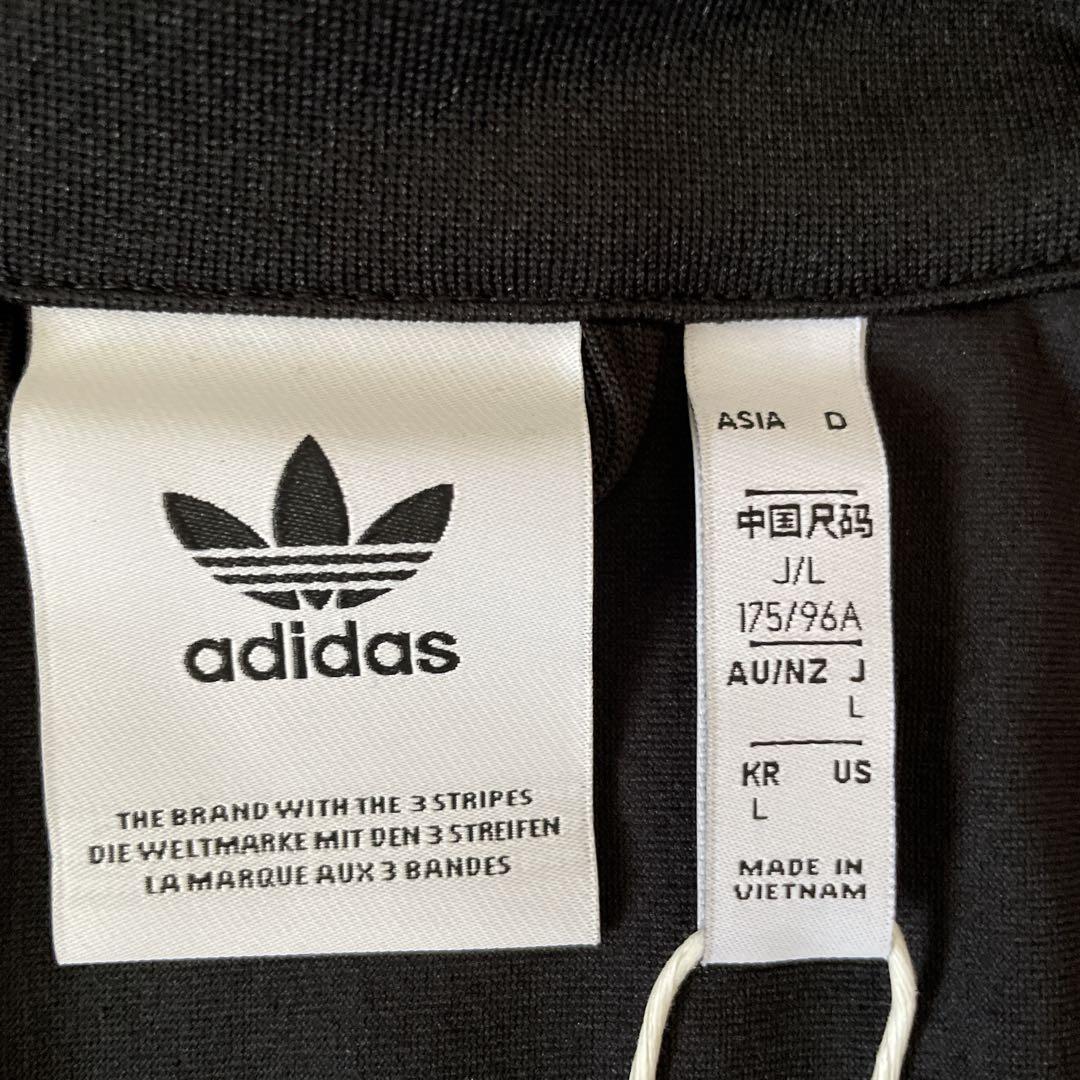 adidas
THE BRAND WITH THE 3 STRIPES
DIE WELTMARKE MIT DEN 3 STREIFEN
LA MARQUE AUX 3 BANDES
ASIA D
中国尺码
J/L
175/96A
AU/NZ J
L
KR US
L
MADE IN
VIETNAM